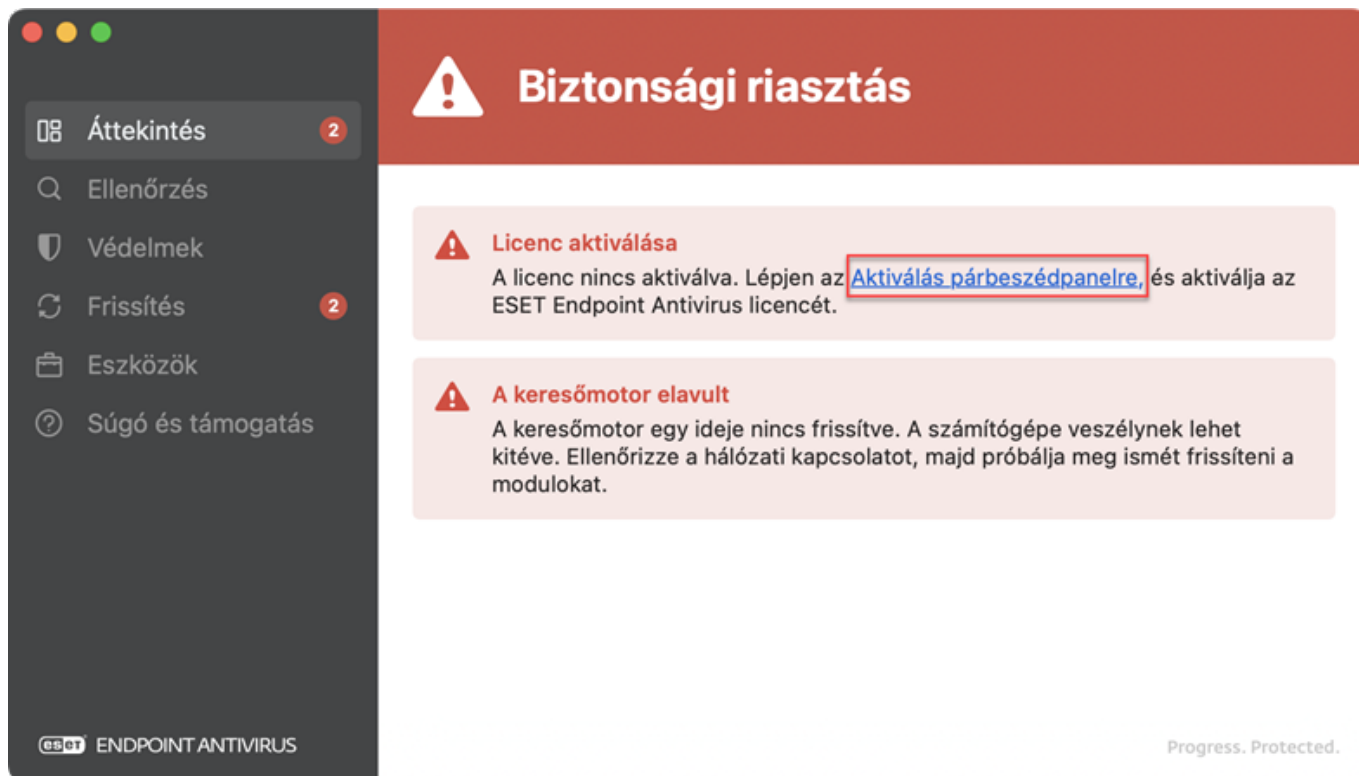 Áttekintés
2
Ellenőrzés
Védelmek
Frissítés
2
Eszközök
Súgó és támogatás
eset ENDPOINT ANTIVIRUS
Biztonsági riasztás
Licenc aktiválása
A licenc nincs aktiválva. Lépjen az Aktiválás párbeszédpanelre, és aktiválja az
ESET Endpoint Antivirus licencét.
A keresőmotor elavult
A keresőmotor egy ideje nincs frissítve. A számítógépe veszélynek lehet
kitéve. Ellenőrizze a hálózati kapcsolatot, majd próbálja meg ismét frissíteni a
modulokat.
Progress. Protected.